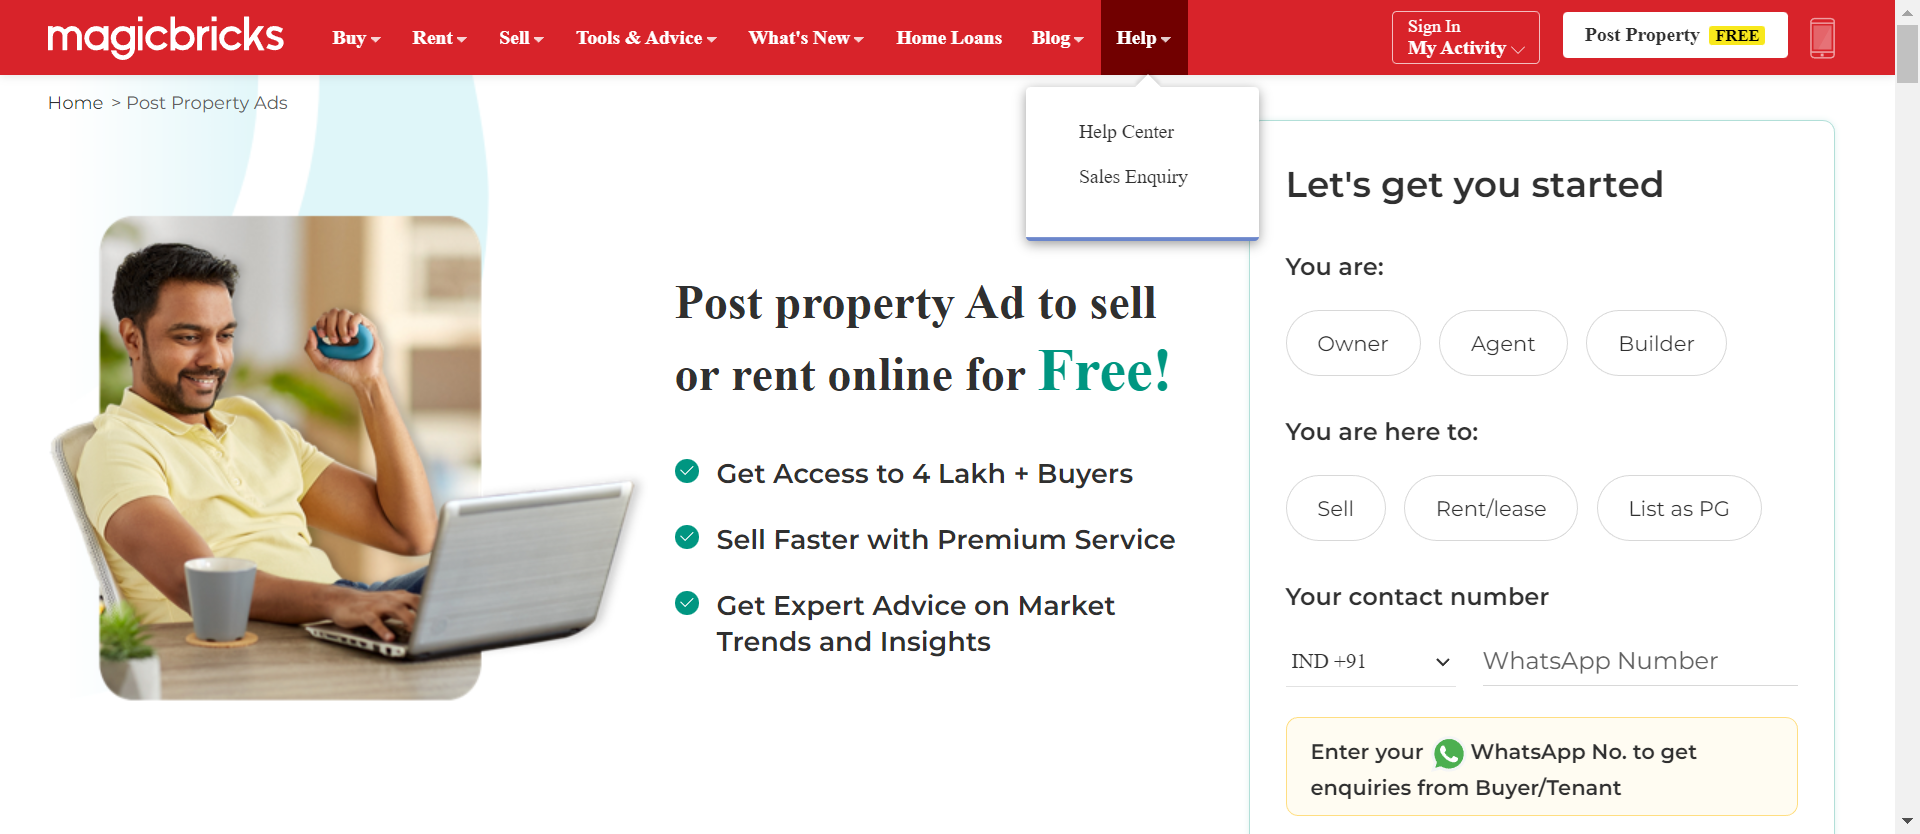 magicbricks
Buy
Rent
Sell
Tools & Advice
What's New
Home Loans
Blog
Help
Sign In
My Activity
Post Property FREE
Home > Post Property Ads
Help Center
Sales Enquiry
Post property Ad to sell
or rent online for Free!
Get Access to 4 Lakh + Buyers
Sell Faster with Premium Service
Get Expert Advice on Market
Trends and Insights
Let's get you started
You are:
Owner
Agent
Builder
You are here to:
Sell
Rent/lease
List as PG
Your contact number
IND +91
WhatsApp Number
Enter your WhatsApp No. to get
enquiries from Buyer/Tenant